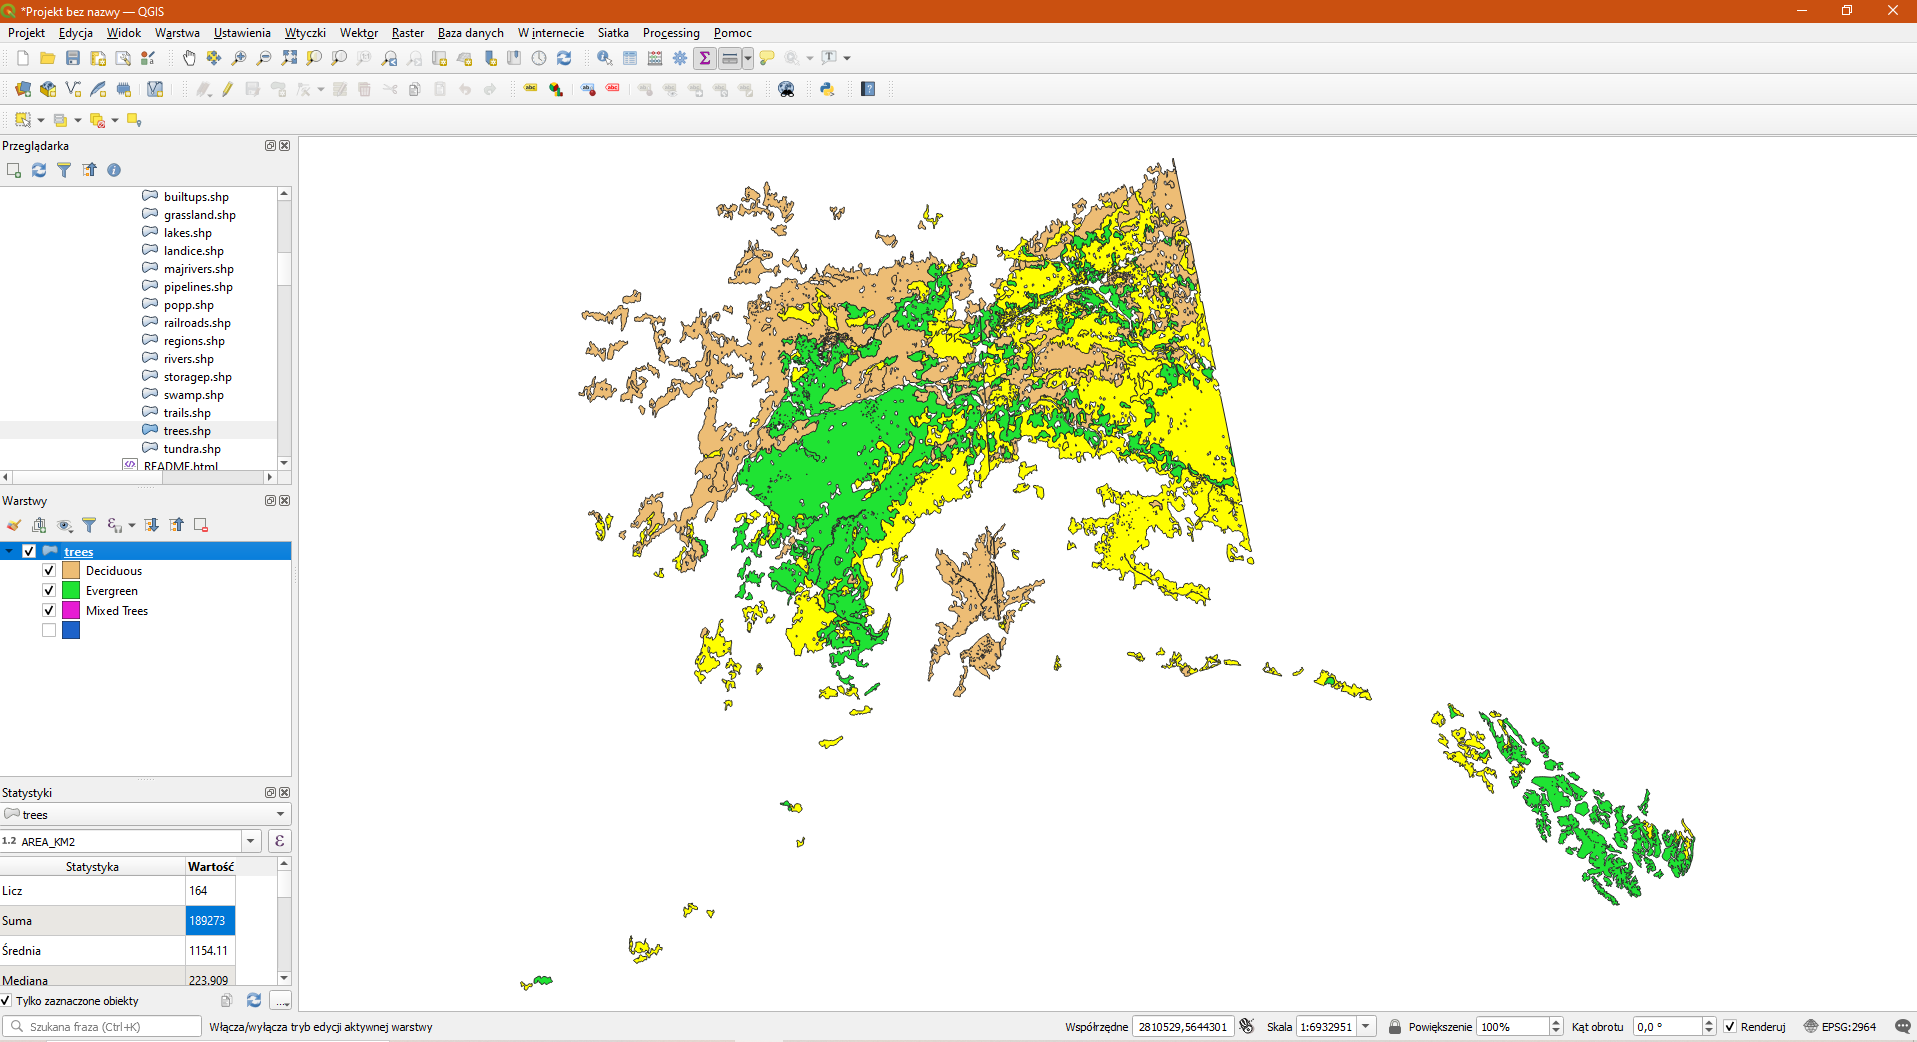 *Projekt bez nazwy — QGIS
Projekt Edycja Widok Warstwa Ustawienia Wtyczki Wektor Raster Baza danych W internecie Siatka Processing Pomoc
Przeglądarka
builtups.shp
grassland.shp
lakes.shp
landice.shp
majrivers.shp
pipelines.shp
popp.shp
railroads.shp
regions.shp
rivers.shp
storagep.shp
swamp.shp
trails.shp
trees.shp
tundra.shp
README.html
Warstwy
trees
Deciduous
Evergreen
Mixed Trees
Statystyki
trees
1.2 AREA_KM2
Statystyka Wartość
Licz 164
Suma 189273
Średnia 1154.11
Mediana 223.909
Tylko zaznaczone obiekty
Szukana fraza (Ctrl+K) Włącza/wyłącza tryb edycji aktywnej warstwy Współrzędne 2810529,5644301 Skala 1:6932951 Powiększenie 100% Kąt obrotu 0,0 ° Renderuj EPSG:2964